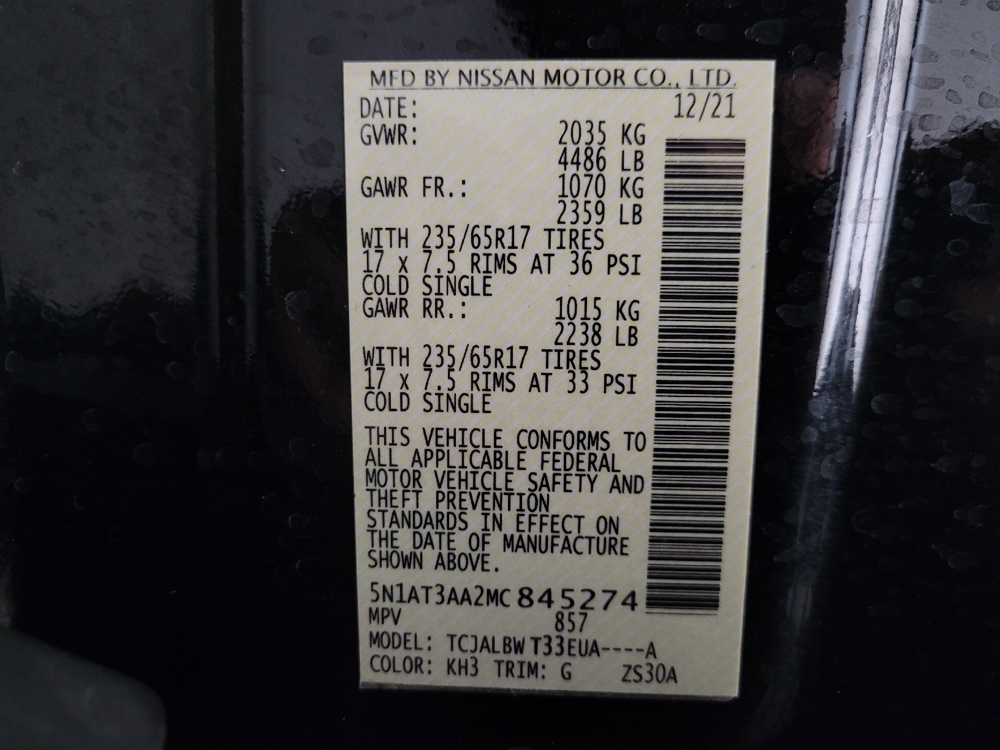 MFD BY NISSAN MOTOR CO., LTD.
DATE: 12/21
GVWR: 2035 KG
4486 LB
GAWR FR.: 1070 KG
2359 LB
WITH 235/65R17 TIRES
17 x 7.5 RIMS AT 36 PSI
COLD SINGLE
GAWR RR.: 1015 KG
2238 LB
WITH 235/65R17 TIRES
17 x 7.5 RIMS AT 33 PSI
COLD SINGLE
THIS VEHICLE CONFORMS TO
ALL APPLICABLE FEDERAL
MOTOR VEHICLE SAFETY AND
THEFT PREVENTION
STANDARDS IN EFFECT ON
THE DATE OF MANUFACTURE
SHOWN ABOVE.
5N1AT3AA2MC845274
MPV 857
MODEL: TCJALBWT33EUA----A
COLOR: KH3 TRIM: G ZS30A